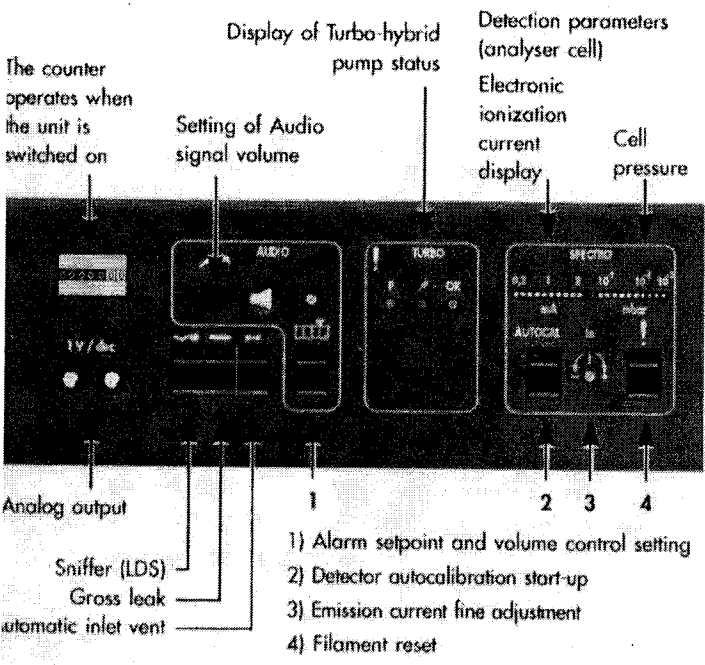 The counter
operates when
the unit is
switched on
Setting of Audio
signal volume
Display of Turbo-hybrid
pump status
Detection parameters
(analyser cell)
Electronic
ionization
current
display
Cell
pressure
AUDIO
TURBO
SPECTRO
! OK
0,2 1
mA
mbar
AUTOCAL
!
1V/dec
Analog output
Sniffer (LDS)
Gross leak
utomatic inlet vent
1
2 3 4
1) Alarm setpoint and volume control setting
2) Detector autocalibration start-up
3) Emission current fine adjustment
4) Filament reset